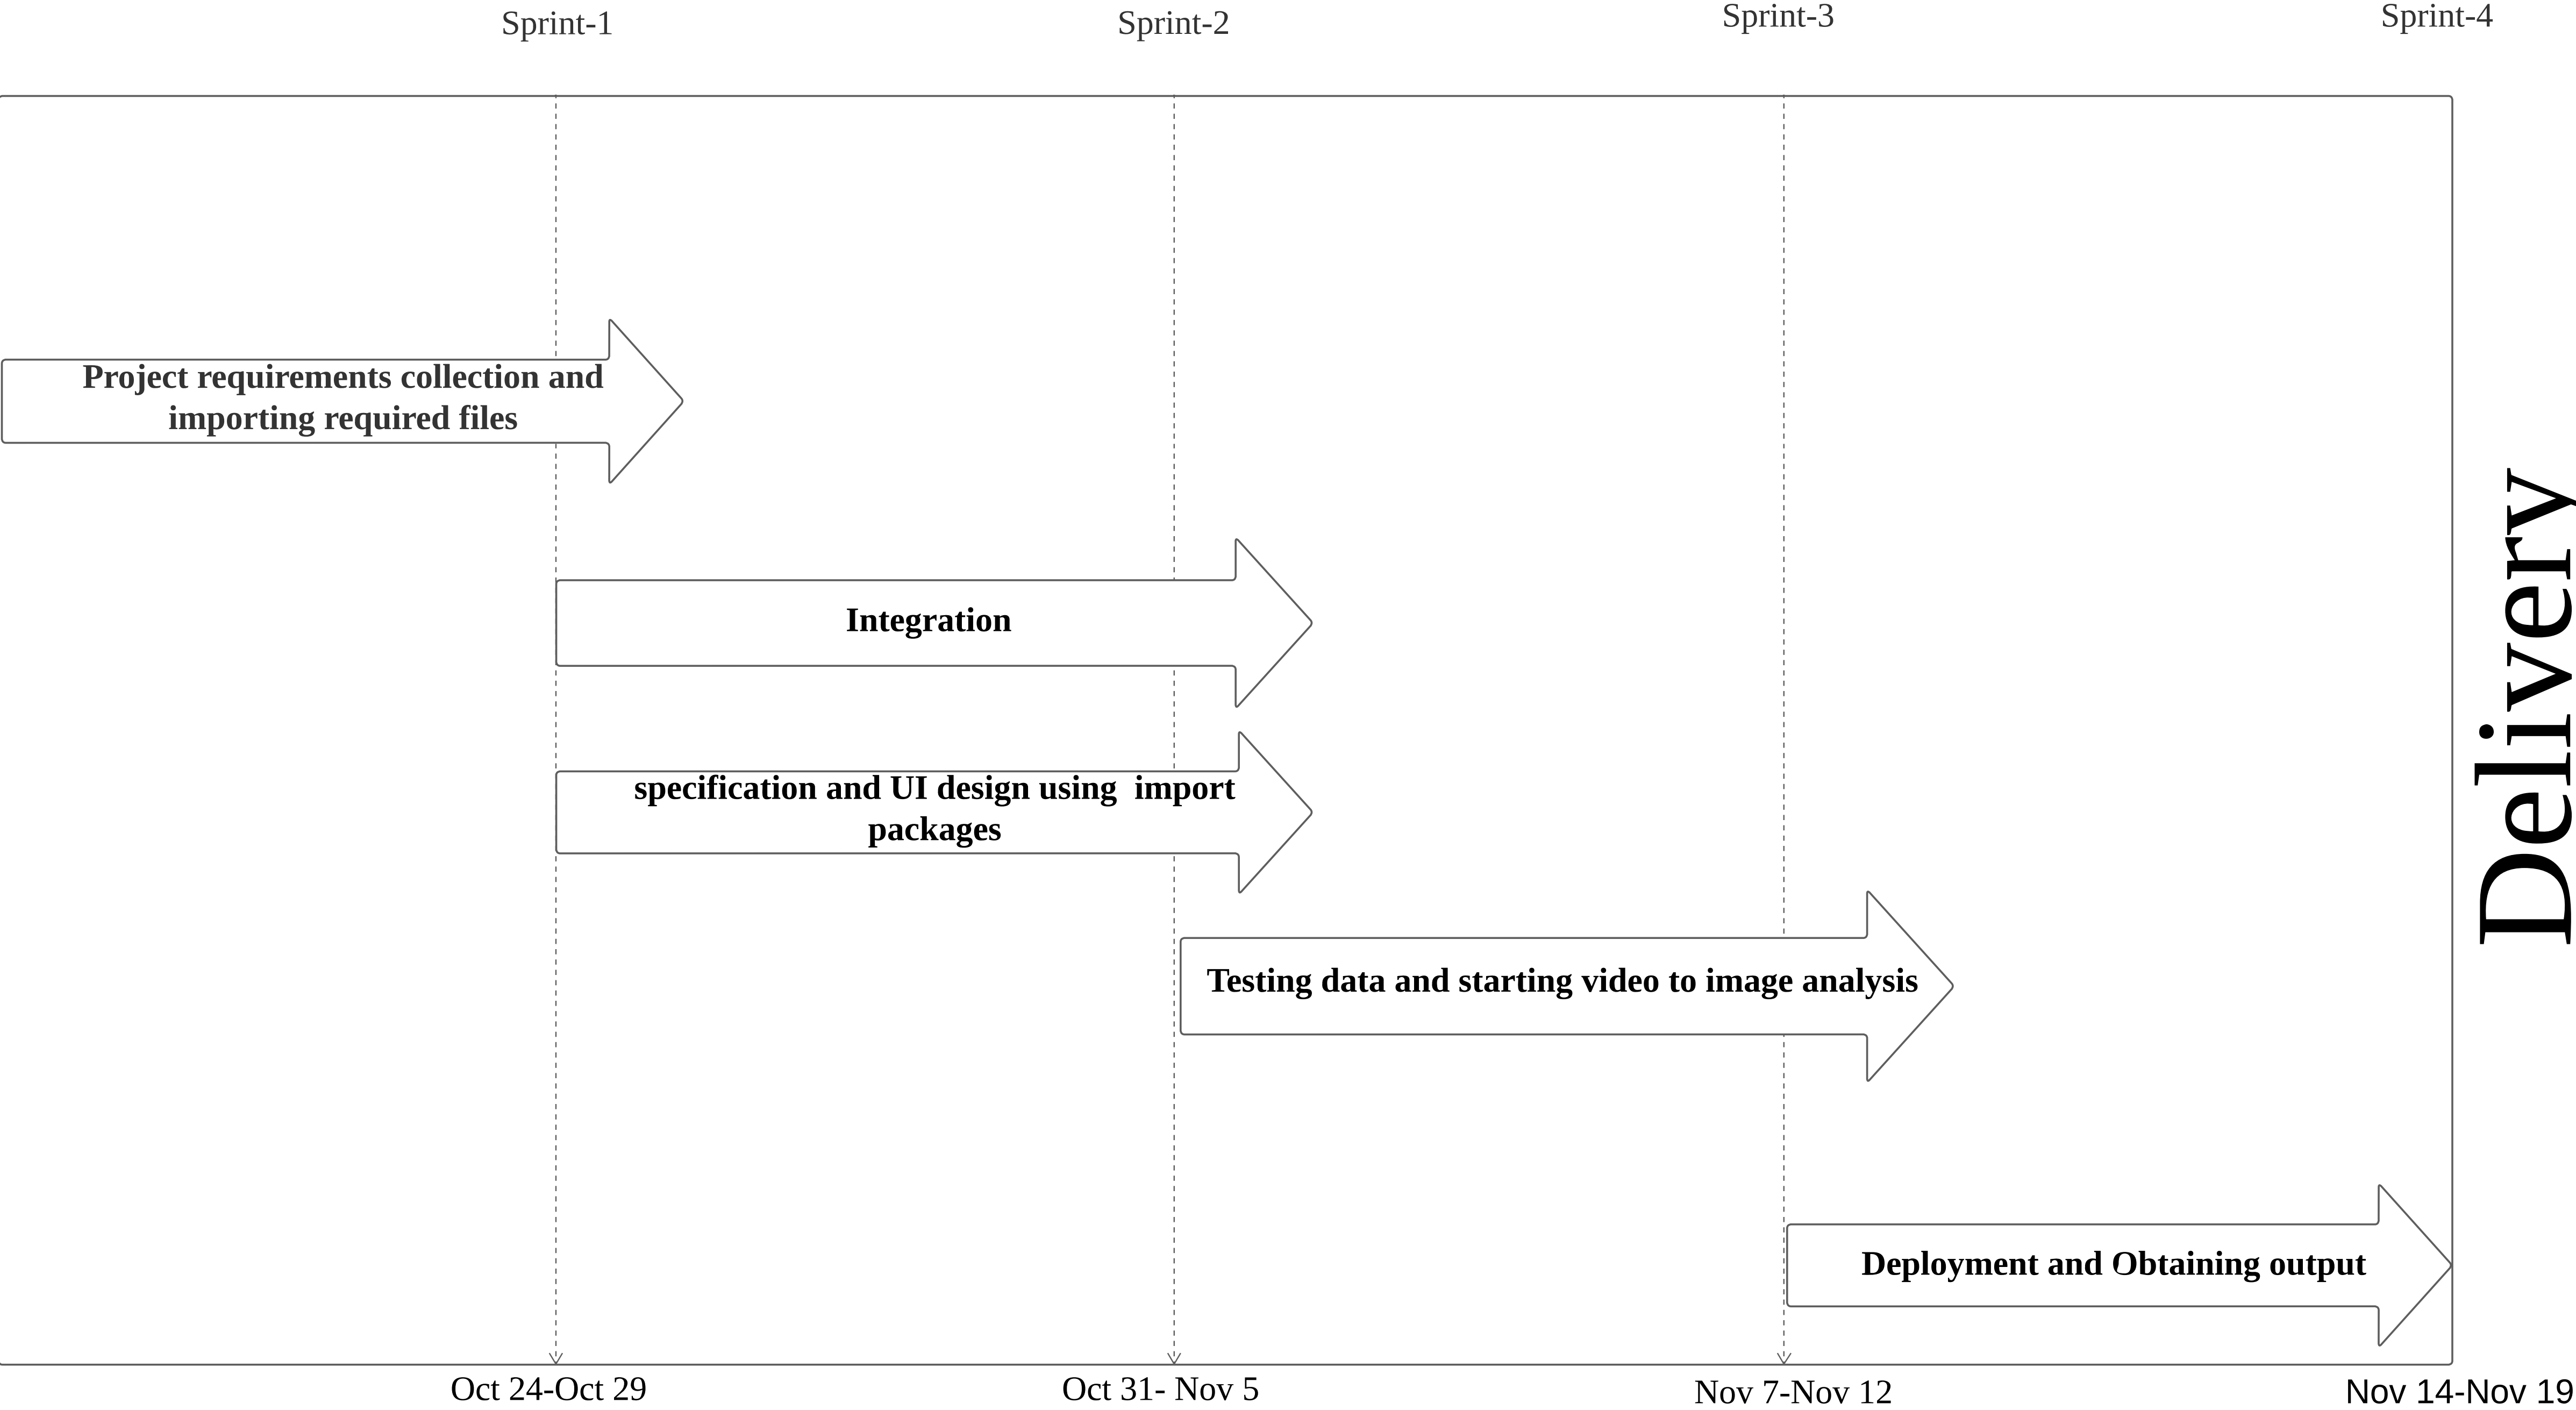 Sprint-1
Sprint-2
Sprint-3
Sprint-4
Project requirements collection and
importing required files
Integration
specification and UI design using  import
packages
Testing data and starting video to image analysis
Deployment and Obtaining output
Delivery
Oct 24-Oct 29
Oct 31- Nov 5
Nov 7-Nov 12
Nov 14-Nov 19